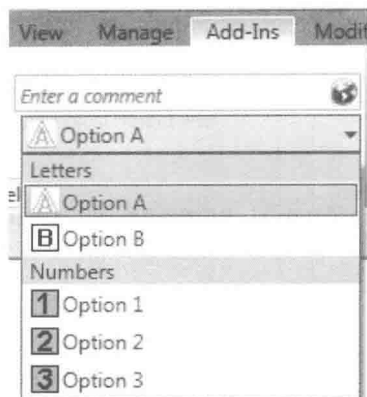 View Manage Add-Ins Modif
Enter a comment
A Option A
Letters
el
A Option A
B Option B
Numbers
1 Option 1
2 Option 2
3 Option 3